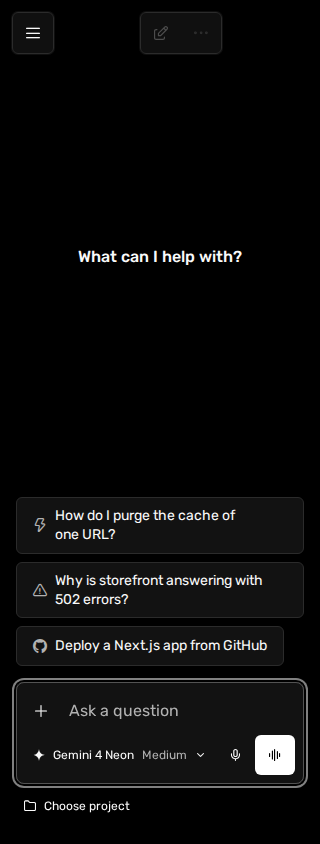 What can I help with?
How do I purge the cache of
one URL?
Why is storefront answering with
502 errors?
Deploy a Next.js app from GitHub
Ask a question
Gemini 4 Neon Medium
Choose project